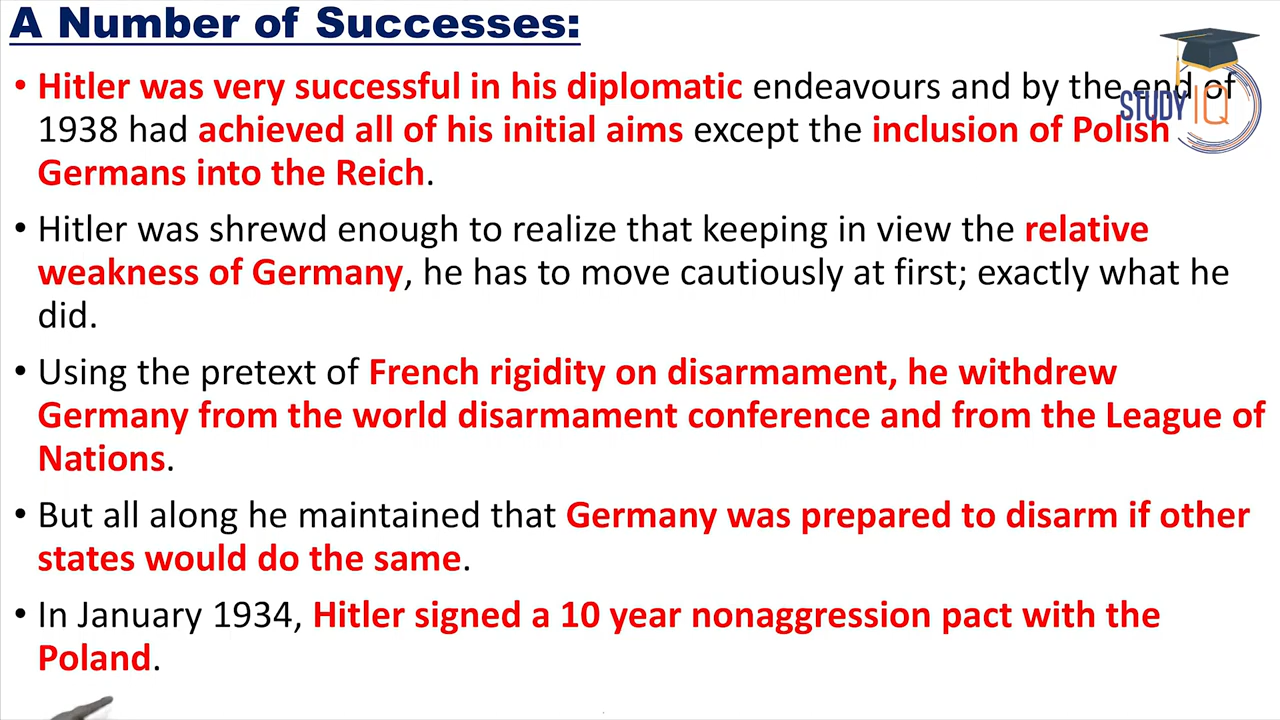 A Number of Successes:
• Hitler was very successful in his diplomatic endeavours and by the end of
1938 had achieved all of his initial aims except the inclusion of Polish
Germans into the Reich.
• Hitler was shrewd enough to realize that keeping in view the relative
weakness of Germany, he has to move cautiously at first; exactly what he
did.
• Using the pretext of French rigidity on disarmament, he withdrew
Germany from the world disarmament conference and from the League of
Nations.
• But all along he maintained that Germany was prepared to disarm if other
states would do the same.
• In January 1934, Hitler signed a 10 year nonaggression pact with the
Poland.
STUDY IQ